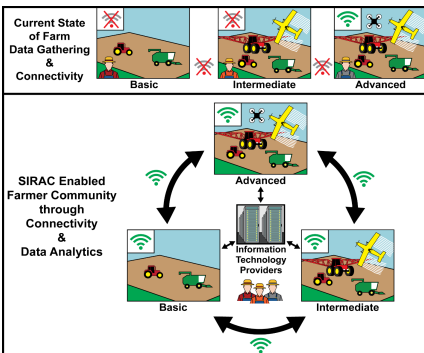 Current State
of Farm
Data Gathering
&
Connectivity
Basic
Intermediate
Advanced
SIRAC Enabled
Farmer Community
through
Connectivity
&
Data Analytics
Advanced
Information
Technology
Providers
Basic
Intermediate